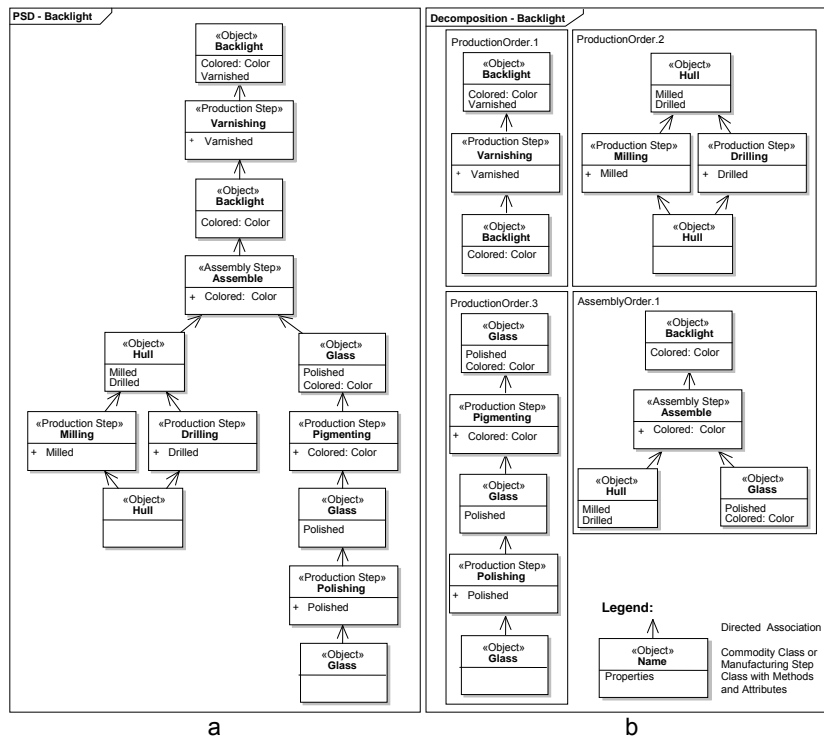 PSD - Backlight
«Object»
Backlight
Colored: Color
Varnished
«Production Step»
Varnishing
+ Varnished
«Object»
Backlight
Colored: Color
«Assembly Step»
Assemble
+ Colored: Color
«Object»
Hull
Milled
Drilled
«Object»
Glass
Polished
Colored: Color
«Production Step»
Milling
+ Milled
«Production Step»
Drilling
+ Drilled
«Production Step»
Pigmenting
+ Colored: Color
«Object»
Hull
«Object»
Glass
Polished
«Production Step»
Polishing
+ Polished
«Object»
Glass
a
Decomposition - Backlight
ProductionOrder.1
«Object»
Backlight
Colored: Color
Varnished
«Production Step»
Varnishing
+ Varnished
«Object»
Backlight
Colored: Color
ProductionOrder.2
«Object»
Hull
Milled
Drilled
«Production Step»
Milling
+ Milled
«Production Step»
Drilling
+ Drilled
«Object»
Hull
ProductionOrder.3
«Object»
Glass
Polished
Colored: Color
«Production Step»
Pigmenting
+ Colored: Color
«Object»
Glass
Polished
«Production Step»
Polishing
+ Polished
«Object»
Glass
AssemblyOrder.1
«Object»
Backlight
Colored: Color
«Assembly Step»
Assemble
+ Colored: Color
«Object»
Hull
Milled
Drilled
«Object»
Glass
Polished
Colored: Color
Legend:
Directed Association
«Object»
Name
Properties
Commodity Class or
Manufacturing Step
Class with Methods
and Attributes
b